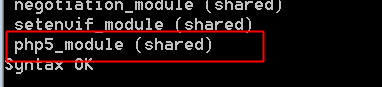 negotiation_module (shared)
setenvif_module (shared)
php5_module (shared)
Syntax OK